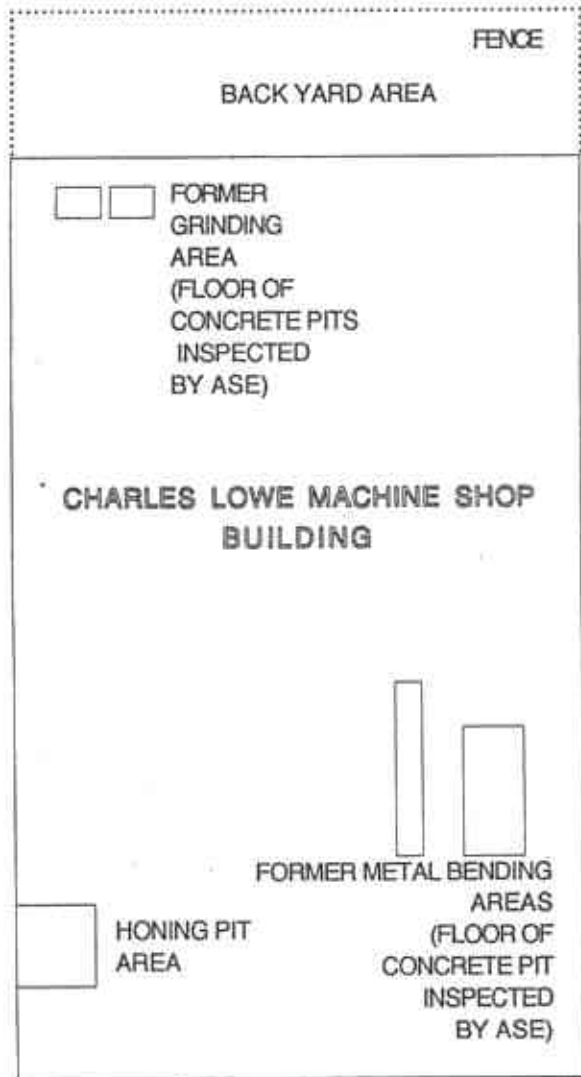 FENCE
BACK YARD AREA
FORMER
GRINDING
AREA
(FLOOR OF
CONCRETE PITS
INSPECTED
BY ASE)
CHARLES LOWE MACHINE SHOP
BUILDING
FORMER METAL BENDING
AREAS
(FLOOR OF
CONCRETE PIT
INSPECTED
BY ASE)
HONING PIT
AREA